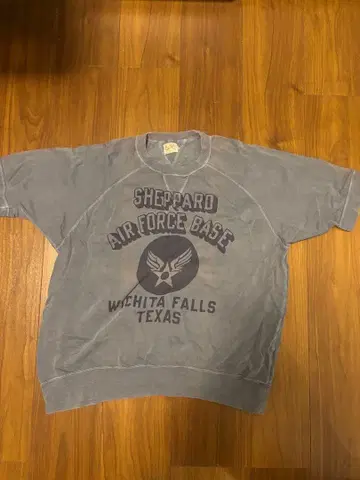 SHEPPARD
AIR FORCE BASE
WICHITA FALLS
TEXAS